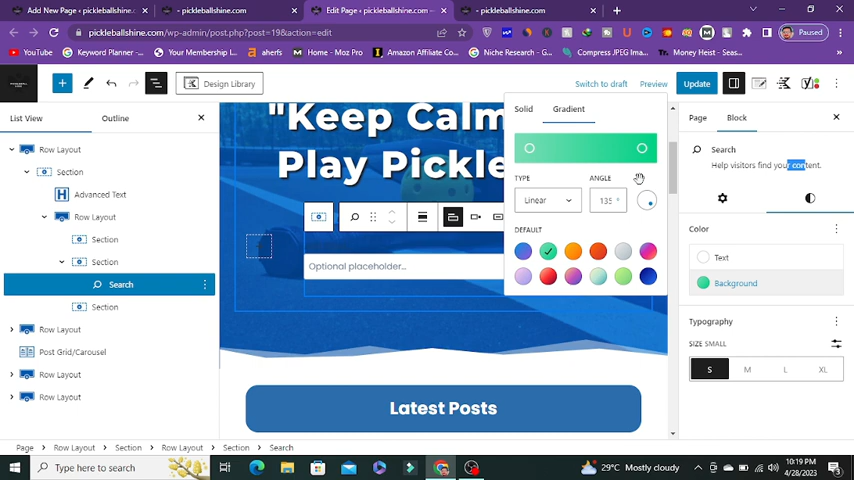 Add New Page ‹ pickleballshine.com
- pickleballshine.com
Edit Page ‹ pickleballshine.com
- pickleballshine.com
pickleballshine.com/wp-admin/post.php?post=19&action=edit
Paused
YouTube
Keyword Planner -...
Your Membership |...
aherfs
Home - Moz Pro
Amazon Affiliate Co...
Niche Research - G...
Compress JPEG Ima...
Money Heist - Seas...
Design Library
Switch to draft
Preview
Update
List View
Outline
Row Layout
Section
Advanced Text
Row Layout
Section
Section
Search
Section
Row Layout
Post Grid/Carousel
Row Layout
Row Layout
"Keep Calm
Play Pickle
Optional placeholder...
Latest Posts
Solid
Gradient
TYPE
ANGLE
Linear
135 °
DEFAULT
Page
Block
Search
Help visitors find your content.
Color
Text
Background
Typography
SIZE SMALL
S
M
L
XL
Page
Row Layout
Section
Row Layout
Section
Search
Type here to search
29°C Mostly cloudy
10:19 PM
4/28/2023
3